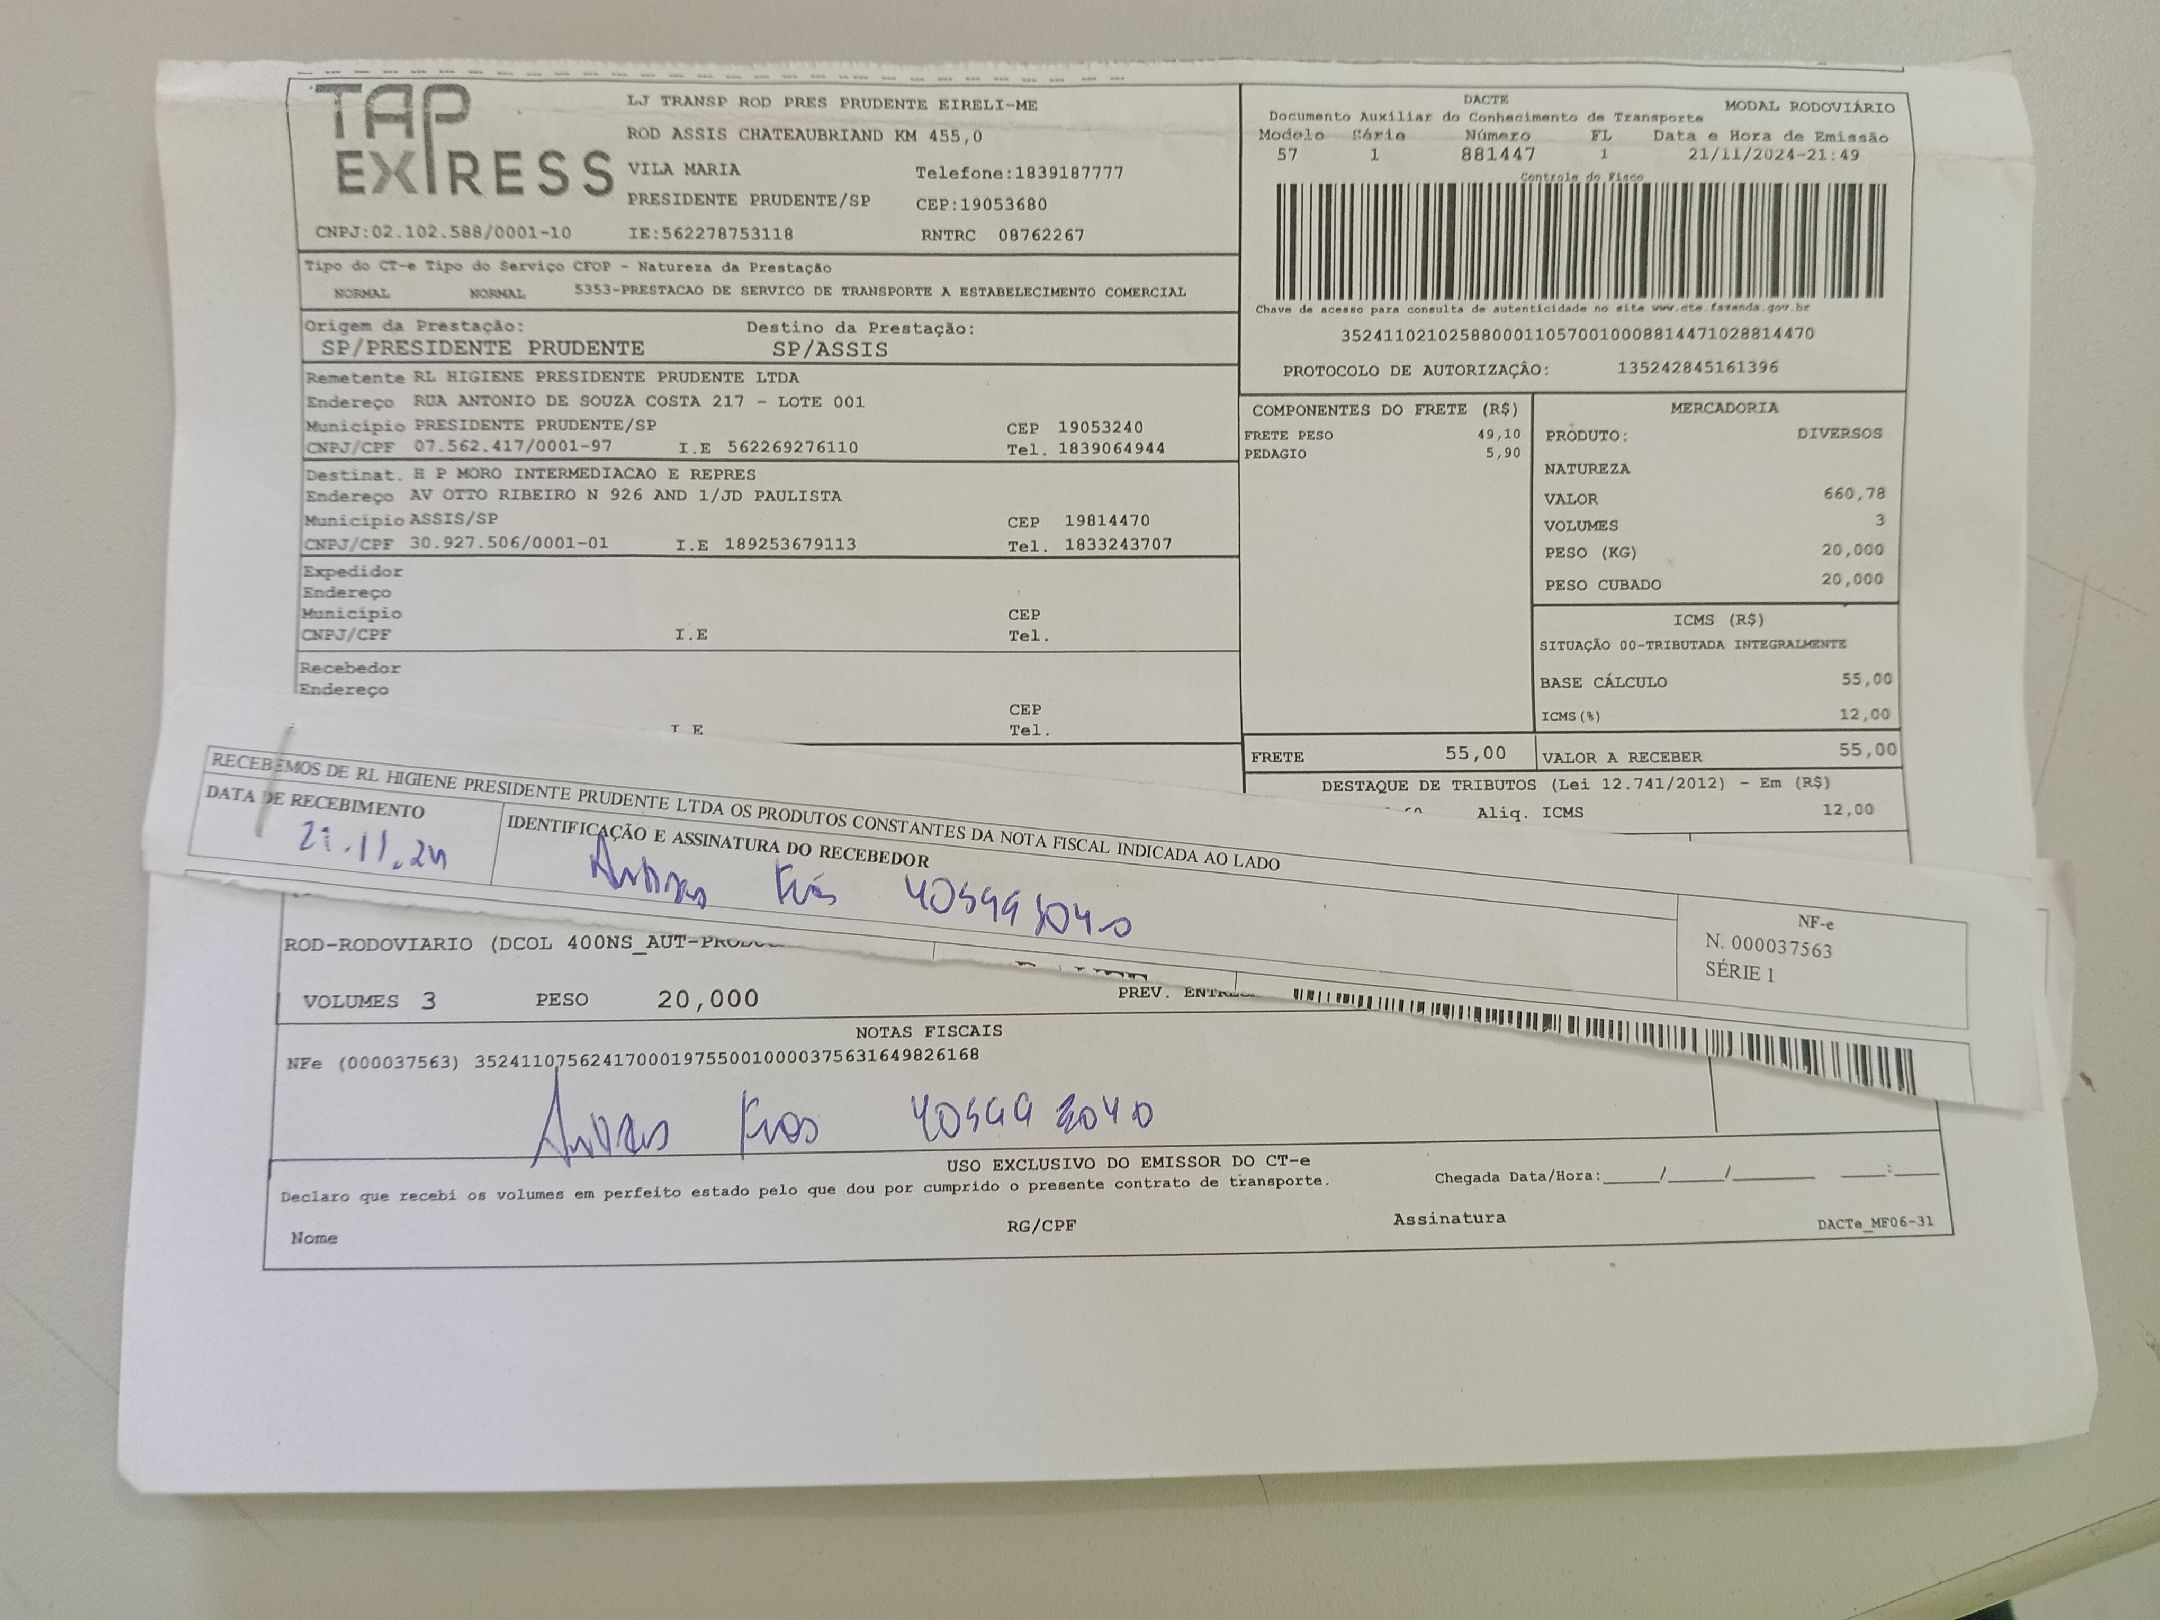 TAP EXPRESS
LJ TRANSP ROD PRES PRUDENTE EIRELI-ME
ROD ASSIS CHATEAUBRIAND KM 455,0
VILA MARIA Telefone:1839187777
PRESIDENTE PRUDENTE/SP CEP:19053680
CNPJ:02.102.588/0001-10 IE:562278753118 RNTRC 08762267
DACTE MODAL RODOVIÁRIO
Documento Auxiliar do Conhecimento de Transporte
Modelo Série Número FL Data e Hora de Emissão
57 1 881447 1 21/11/2024-21:49
Controle do Fisco
Chave de acesso para consulta de autenticidade no site www.cte.fazenda.gov.br
35241102102588000110570010008814471028814470
PROTOCOLO DE AUTORIZAÇÃO: 135242845161396
Tipo do CT-e Tipo do Serviço CFOP - Natureza da Prestação
NORMAL NORMAL 5353-PRESTACAO DE SERVICO DE TRANSPORTE A ESTABELECIMENTO COMERCIAL
Origem da Prestação: Destino da Prestação:
SP/PRESIDENTE PRUDENTE SP/ASSIS
Remetente RL HIGIENE PRESIDENTE PRUDENTE LTDA
Endereço RUA ANTONIO DE SOUZA COSTA 217 - LOTE 001
Município PRESIDENTE PRUDENTE/SP CEP 19053240
CNPJ/CPF 07.562.417/0001-97 I.E 562269276110 Tel. 1839064944
Destinat. H P MORO INTERMEDIACAO E REPRES
Endereço AV OTTO RIBEIRO N 926 AND 1/JD PAULISTA
Município ASSIS/SP CEP 19814470
CNPJ/CPF 30.927.506/0001-01 I.E 189253679113 Tel. 1833243707
Expedidor
Endereço
Município CEP
CNPJ/CPF I.E Tel.
Recebedor
Endereço
CEP
I E Tel.
COMPONENTES DO FRETE (R$)
FRETE PESO 49,10
PEDAGIO 5,90
MERCADORIA
PRODUTO: DIVERSOS
NATUREZA
VALOR 660,78
VOLUMES 3
PESO (KG) 20,000
PESO CUBADO 20,000
ICMS (R$)
SITUAÇÃO 00-TRIBUTADA INTEGRALMENTE
BASE CÁLCULO 55,00
ICMS(%) 12,00
FRETE 55,00 VALOR A RECEBER 55,00
DESTAQUE DE TRIBUTOS (Lei 12.741/2012) - Em (R$)
Aliq. ICMS 12,00
RECEBEMOS DE RL HIGIENE PRESIDENTE PRUDENTE LTDA OS PRODUTOS CONSTANTES DA NOTA FISCAL INDICADA AO LADO
DATA DE RECEBIMENTO IDENTIFICAÇÃO E ASSINATURA DO RECEBEDOR
21.11.24
NF-e
N. 000037563
SÉRIE 1
ROD-RODOVIARIO (DCOL 400NS_AUT-PRODU
VOLUMES 3 PESO 20,000 PREV.
NOTAS FISCAIS
NFe (000037563) 35241107562417000197550010000375631649826168
USO EXCLUSIVO DO EMISSOR DO CT-e
Declaro que recebi os volumes em perfeito estado pelo que dou por cumprido o presente contrato de transporte. Chegada Data/Hora:____/____/______ ____:____
Nome RG/CPF Assinatura DACTe_MF06-31